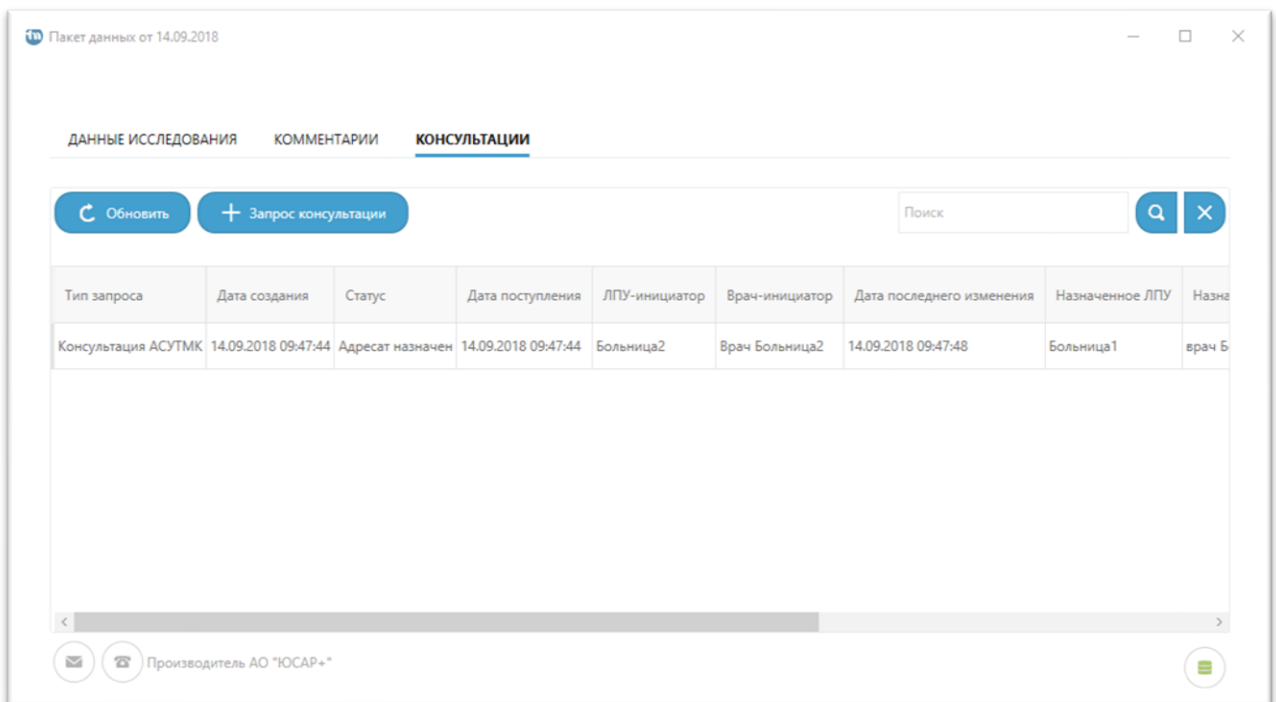 Пакет данных от 14.09.2018
ДАННЫЕ ИССЛЕДОВАНИЯ КОММЕНТАРИИ КОНСУЛЬТАЦИИ
Обновить Запрос консультации Поиск
Тип запроса Дата создания Статус Дата поступления ЛПУ-инициатор Врач-инициатор Дата последнего изменения Назначенное ЛПУ Назна
Консультация АСУТМК 14.09.2018 09:47:44 Адресат назначен 14.09.2018 09:47:44 Больница2 Врач Больница2 14.09.2018 09:47:48 Больница1 врач Б
Производитель АО "ЮСАР+"